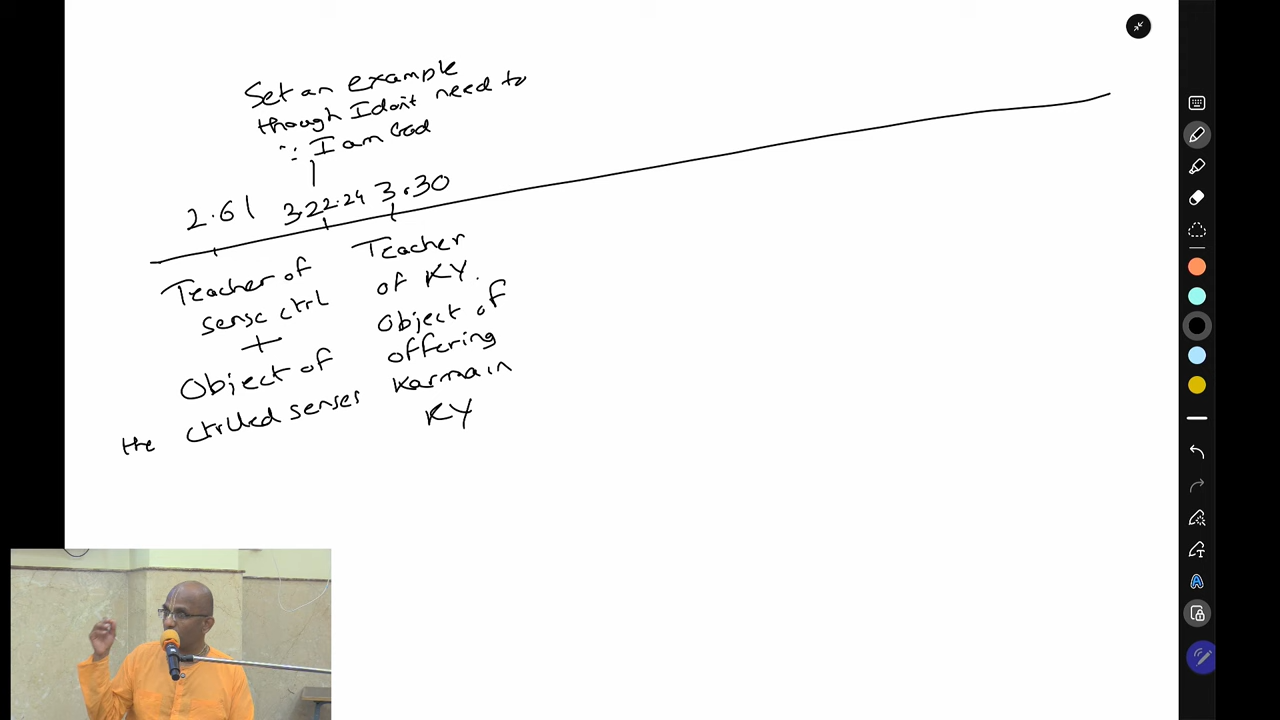 Set an example
though I don't need to
∵ I am God
2.61 3.22-24 3.30
Teacher of
sense ctrl
+
Object of
the ctrlled senses
Teacher
of KY.
Object of
offering
Karma in
KY